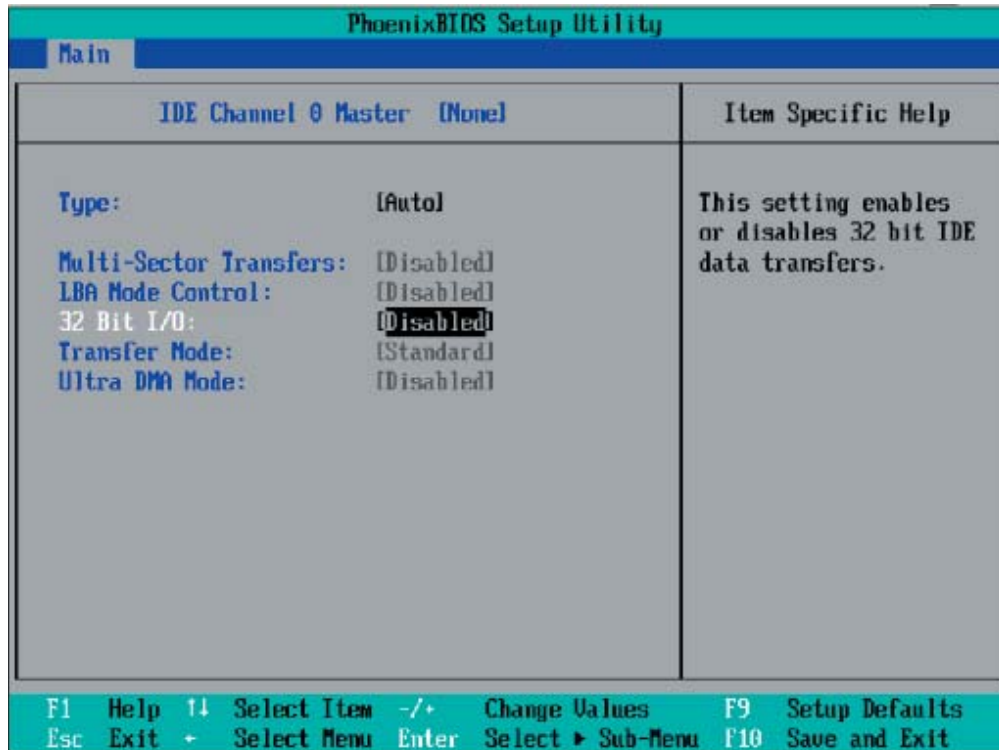 PhoenixBIOS Setup Utility
Main
IDE Channel 0 Master [None]
Item Specific Help
Type: [Auto]
Multi-Sector Transfers: [Disabled]
LBA Mode Control: [Disabled]
32 Bit I/O: [Disabled]
Transfer Mode: [Standard]
Ultra DMA Mode: [Disabled]
This setting enables
or disables 32 bit IDE
data transfers.
F1 Help ↑↓ Select Item -/+ Change Values F9 Setup Defaults
Esc Exit ← Select Menu Enter Select ▶ Sub-Menu F10 Save and Exit